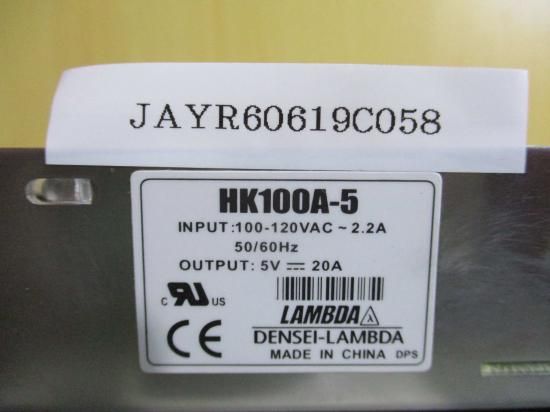 JAYR60619C058
HK100A-5
INPUT:100-120VAC ~ 2.2A
50/60Hz
OUTPUT: 5V ⎓ 20A
c RU US
LAMBDA λ
CE
DENSEI-LAMBDA
MADE IN CHINA DPS